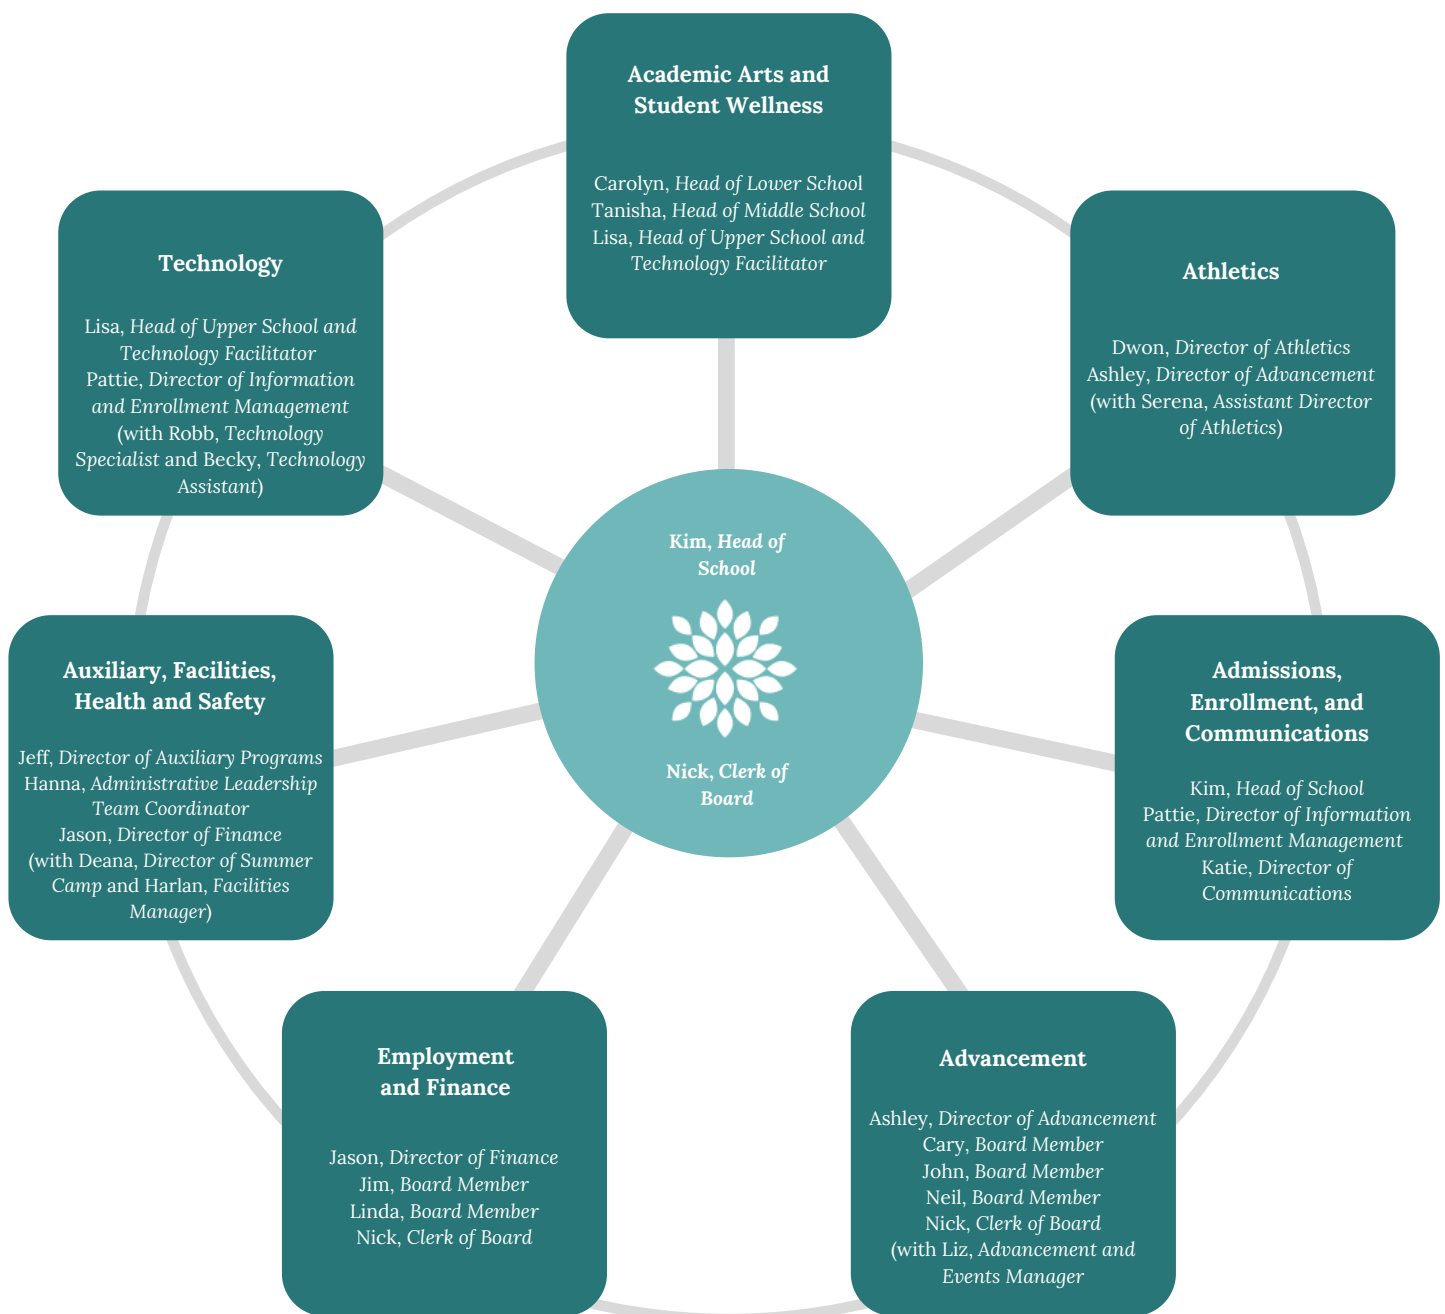 Academic Arts and
Student Wellness
Carolyn, Head of Lower School
Tanisha, Head of Middle School
Lisa, Head of Upper School and
Technology Facilitator
Technology
Lisa, Head of Upper School and
Technology Facilitator
Pattie, Director of Information
and Enrollment Management
(with Robb, Technology
Specialist and Becky, Technology
Assistant)
Athletics
Dwon, Director of Athletics
Ashley, Director of Advancement
(with Serena, Assistant Director
of Athletics)
Kim, Head of
School
Nick, Clerk of
Board
Auxiliary, Facilities,
Health and Safety
Jeff, Director of Auxiliary Programs
Hanna, Administrative Leadership
Team Coordinator
Jason, Director of Finance
(with Deana, Director of Summer
Camp and Harlan, Facilities
Manager)
Admissions,
Enrollment, and
Communications
Kim, Head of School
Pattie, Director of Information
and Enrollment Management
Katie, Director of
Communications
Employment
and Finance
Jason, Director of Finance
Jim, Board Member
Linda, Board Member
Nick, Clerk of Board
Advancement
Ashley, Director of Advancement
Cary, Board Member
John, Board Member
Neil, Board Member
Nick, Clerk of Board
(with Liz, Advancement and
Events Manager